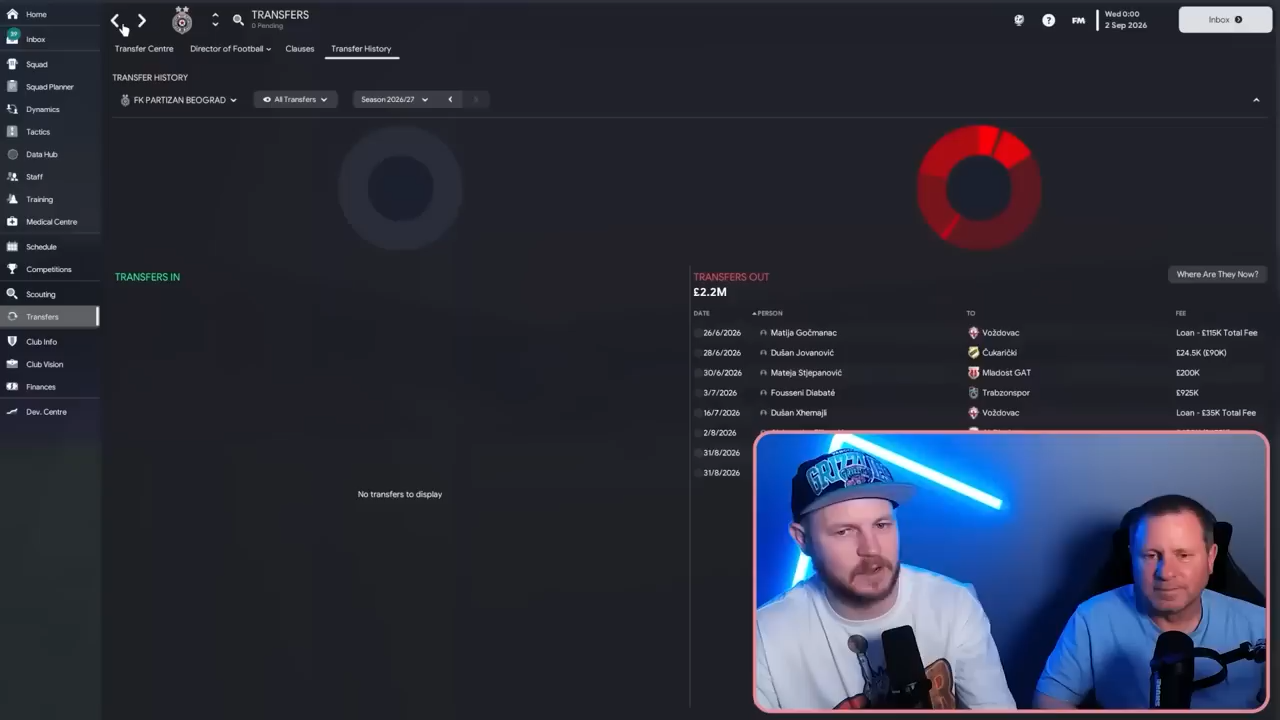 Home
TRANSFERS
0 Pending
FM
Wed 0:00
2 Sep 2026
Inbox
39
Inbox
Transfer Centre
Director of Football
Clauses
Transfer History
Squad
Squad Planner
Dynamics
Tactics
Data Hub
Staff
Training
Medical Centre
Schedule
Competitions
Scouting
Transfers
Club Info
Club Vision
Finances
Dev. Centre
TRANSFER HISTORY
FK PARTIZAN BEOGRAD
All Transfers
Season 2026/27
TRANSFERS IN
No transfers to display
TRANSFERS OUT
£2.2M
Where Are They Now?
DATE PERSON TO FEE
26/6/2026 Matija Gočmanac Voždovac Loan - £115K Total Fee
28/6/2026 Dušan Jovanović Čukarički £24.5K (£90K)
30/6/2026 Mateja Stjepanović Mladost GAT £200K
3/7/2026 Fousseni Diabaté Trabzonspor £925K
16/7/2026 Dušan Xhemajli Voždovac Loan - £35K Total Fee
2/8/2026
31/8/2026
31/8/2026
GRIZZLIES